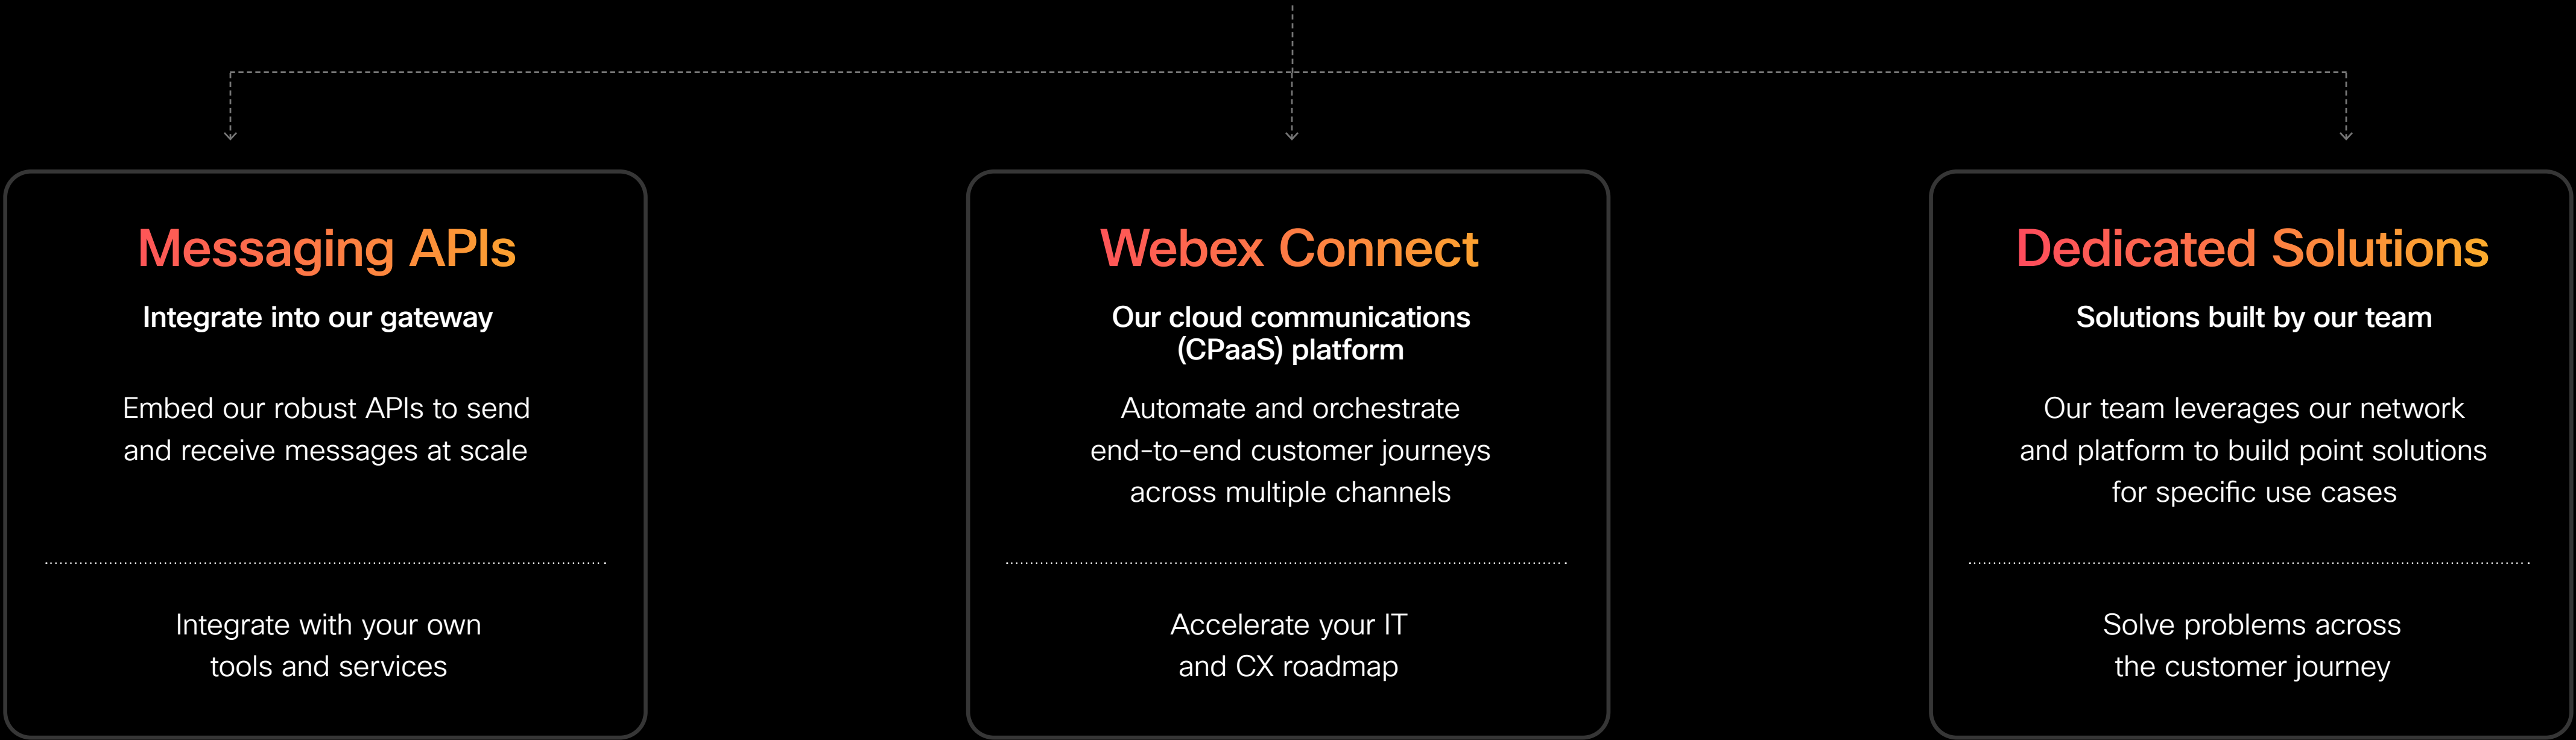 Messaging APIs
Integrate into our gateway
Embed our robust APIs to send
and receive messages at scale
Integrate with your own
tools and services
Webex Connect
Our cloud communications
(CPaaS) platform
Automate and orchestrate
end-to-end customer journeys
across multiple channels
Accelerate your IT
and CX roadmap
Dedicated Solutions
Solutions built by our team
Our team leverages our network
and platform to build point solutions
for specific use cases
Solve problems across
the customer journey